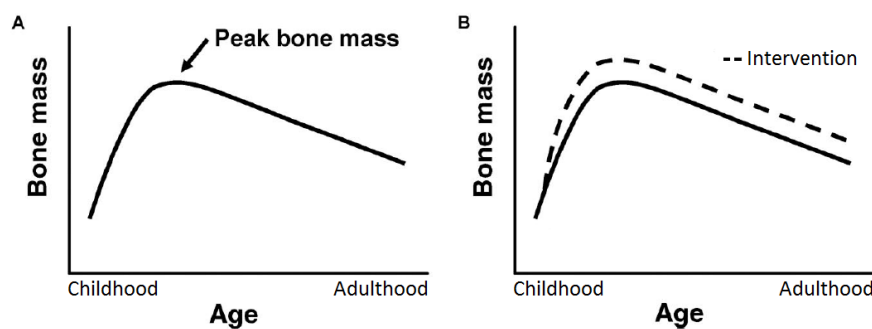 A
Peak bone mass
Bone mass
Childhood
Adulthood
Age
B
Intervention
Bone mass
Childhood
Adulthood
Age